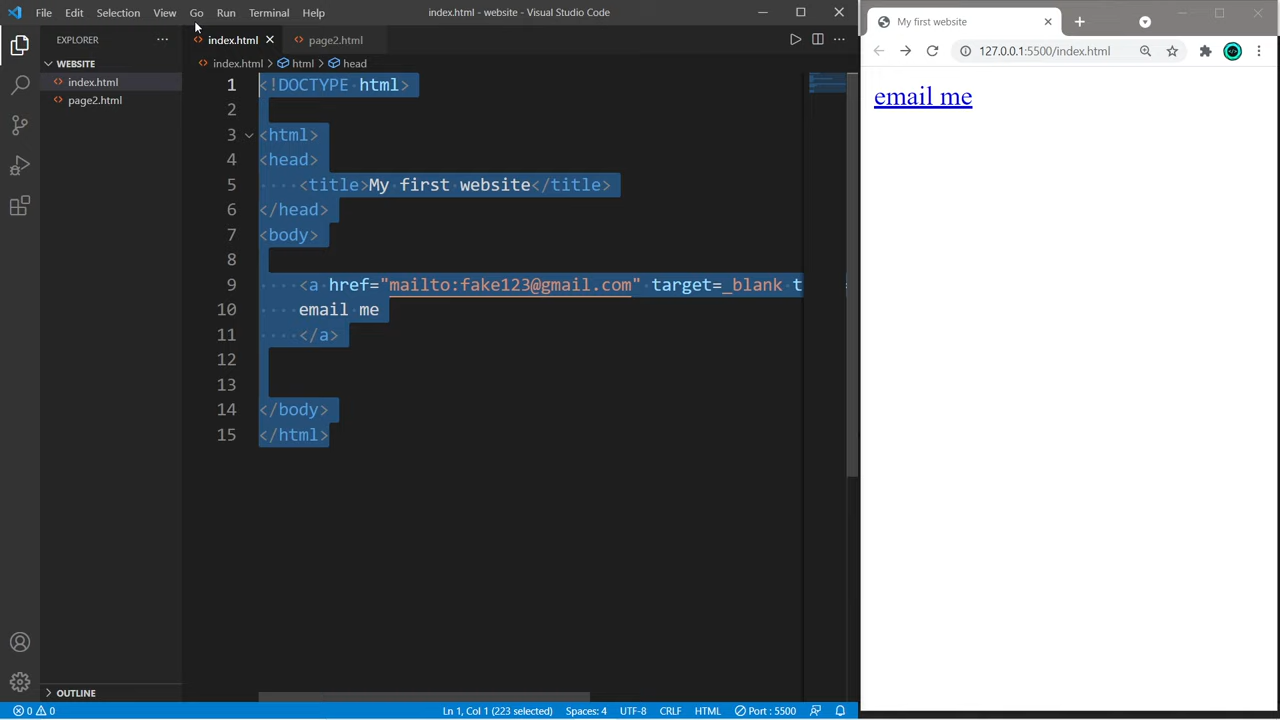 File Edit Selection View Go Run Terminal Help index.html - website - Visual Studio Code
My first website
EXPLORER
index.html
page2.html
127.0.0.1:5500/index.html
WEBSITE
index.html > html > head
index.html
page2.html
1 <!DOCTYPE html>
2
3 <html>
4 <head>
5 <title>My first website</title>
6 </head>
7 <body>
8
9 <a href="mailto:fake123@gmail.com" target=_blank t
10 email me
11 </a>
12
13
14 </body>
15 </html>
email me
OUTLINE
0 0 Ln 1, Col 1 (223 selected) Spaces: 4 UTF-8 CRLF HTML Port : 5500